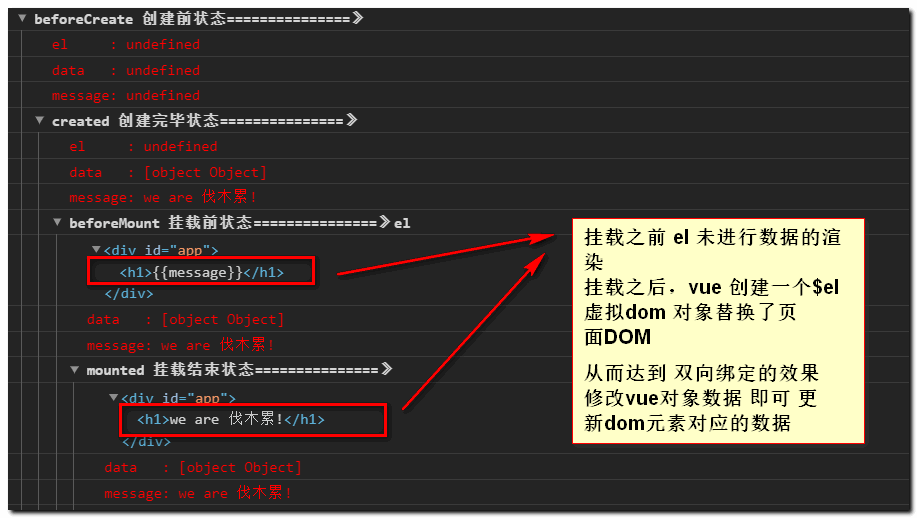 beforeCreate 创建前状态===============》
el : undefined
data : undefined
message: undefined
created 创建完毕状态===============》
el : undefined
data : [object Object]
message: we are 伐木累!
beforeMount 挂载前状态===============》el
<div id="app">
<h1>{{message}}</h1>
</div>
data : [object Object]
message: we are 伐木累!
mounted 挂载结束状态===============》
<div id="app">
<h1>we are 伐木累!</h1>
</div>
data : [object Object]
message: we are 伐木累!
挂载之前 el 未进行数据的渲
染
挂载之后，vue 创建一个$el
虚拟dom 对象替换了页
面DOM
从而达到 双向绑定的效果
修改vue对象数据 即可 更
新dom元素对应的数据